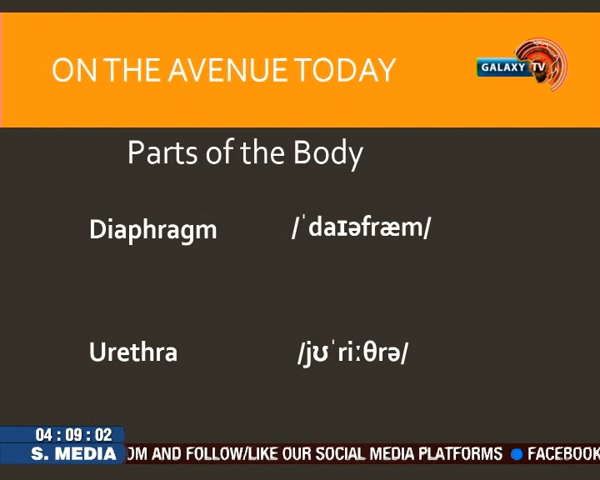 ON THE AVENUE TODAY
GALAXY TV
Parts of the Body
Diaphragm /ˈdaɪəfræm/
Urethra /jʊˈriːθrə/
04 : 09 : 02
S. MEDIA OM AND FOLLOW/LIKE OUR SOCIAL MEDIA PLATFORMS ● FACEBOOK